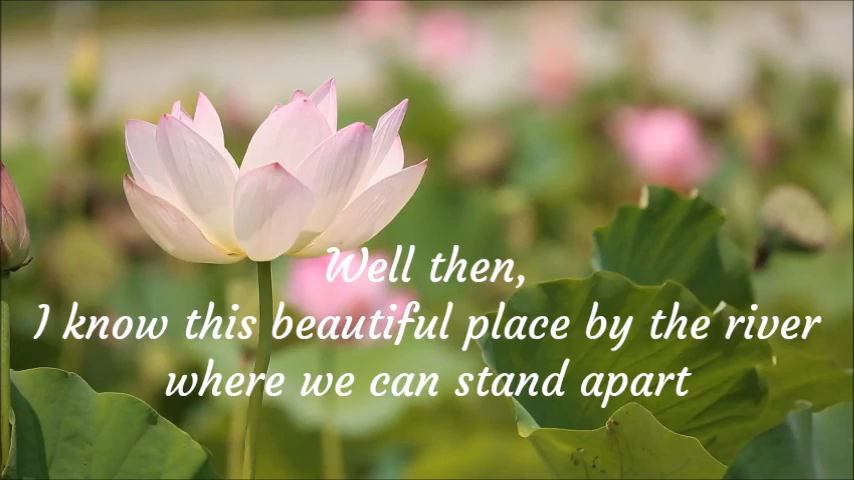 Well then,
I know this beautiful place by the river
where we can stand apart